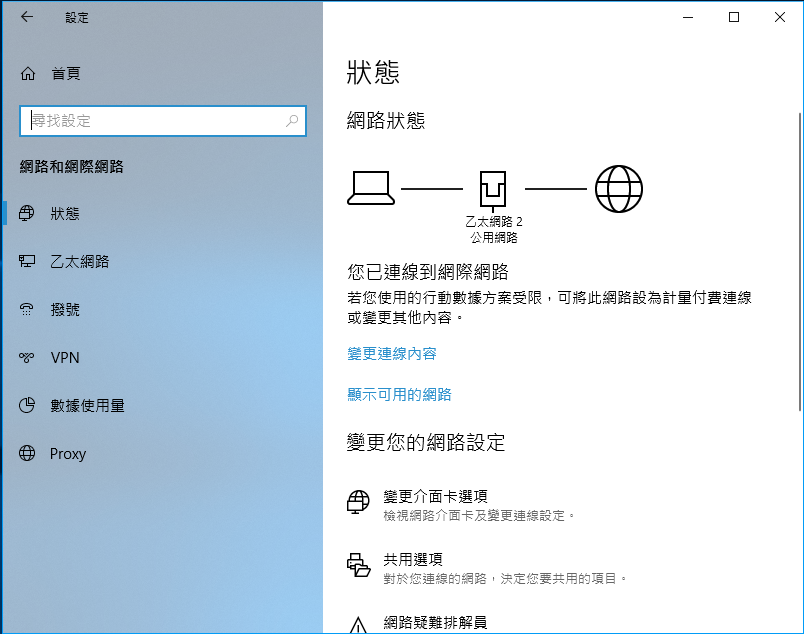 設定
首頁
尋找設定
網路和網際網路
狀態
乙太網路
撥號
VPN
數據使用量
Proxy
狀態
網路狀態
乙太網路 2
公用網路
您已連線到網際網路
若您使用的行動數據方案受限，可將此網路設為計量付費連線
或變更其他內容。
變更連線內容
顯示可用的網路
變更您的網路設定
變更介面卡選項
檢視網路介面卡及變更連線設定。
共用選項
對於您連線的網路，決定您要共用的項目。
網路疑難排解員